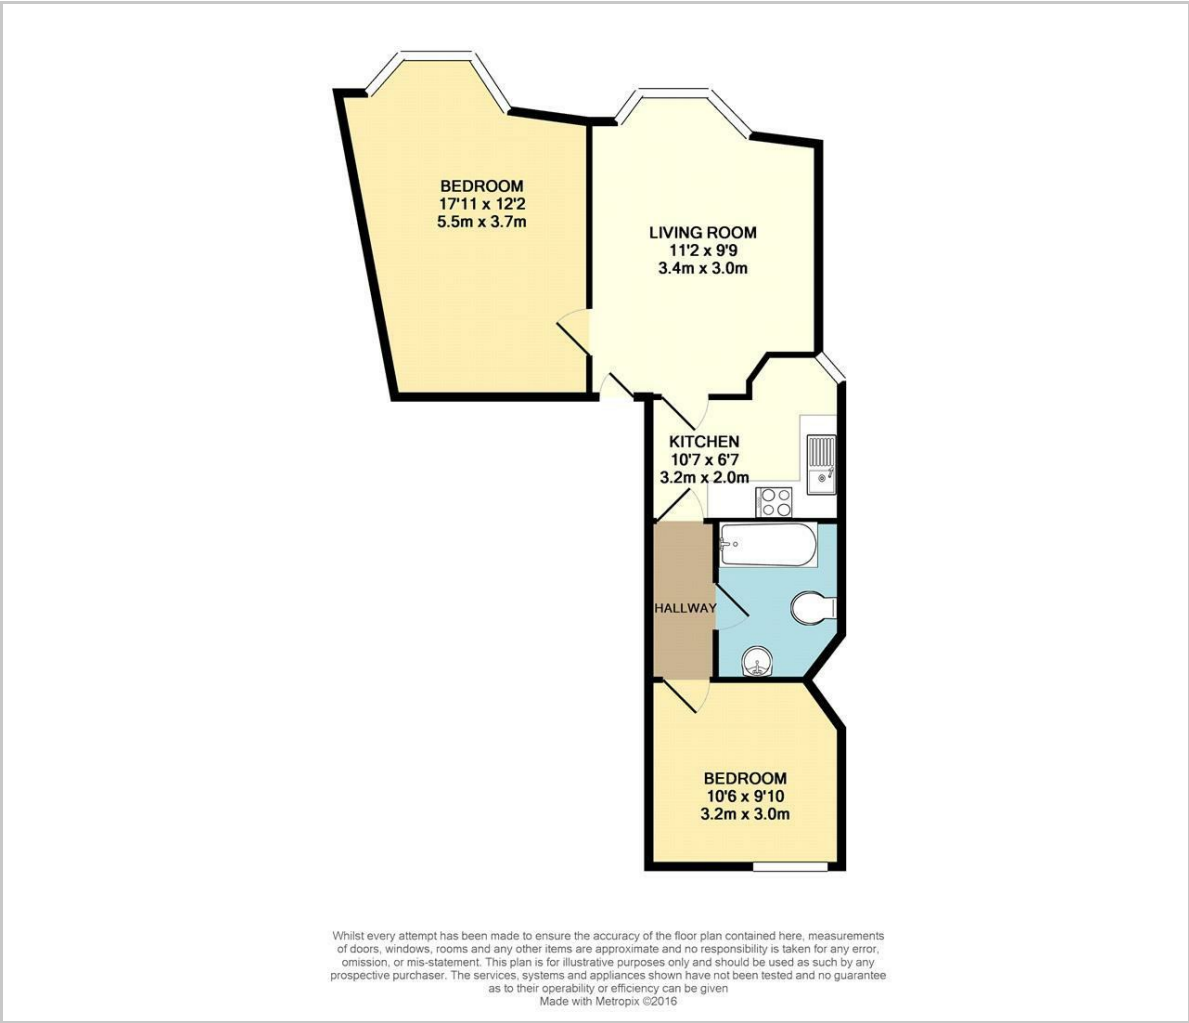 BEDROOM
17'11 x 12'2
5.5m x 3.7m
LIVING ROOM
11'2 x 9'9
3.4m x 3.0m
KITCHEN
10'7 x 6'7
3.2m x 2.0m
HALLWAY
BEDROOM
10'6 x 9'10
3.2m x 3.0m
Whilst every attempt has been made to ensure the accuracy of the floor plan contained here, measurements
of doors, windows, rooms and any other items are approximate and no responsibility is taken for any error,
omission, or mis-statement. This plan is for illustrative purposes only and should be used as such by any
prospective purchaser. The services, systems and appliances shown have not been tested and no guarantee
as to their operability or efficiency can be given
Made with Metropix ©2016